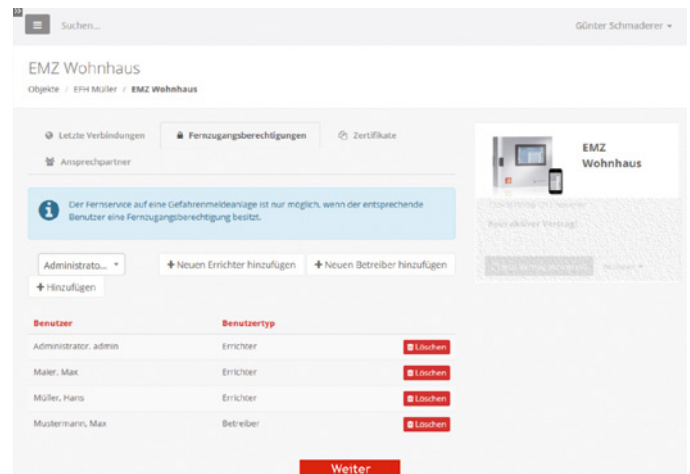 Suchen...
Günter Schmaderer
EMZ Wohnhaus
Objekte / EFH Müller / EMZ Wohnhaus
Letzte Verbindungen
Fernzugangsberechtigungen
Zertifikate
Ansprechpartner
EMZ
Wohnhaus
Der Fernservice auf eine Gefahrenmeldeanlage ist nur möglich, wenn der entsprechende
Benutzer eine Fernzugangsberechtigung besitzt.
Kein aktiver Vertrag!
Administrato...
+ Neuen Errichter hinzufügen
+ Neuen Betreiber hinzufügen
+ Hinzufügen
Benutzer Benutzertyp
Administrator, admin Errichter Löschen
Maier, Max Errichter Löschen
Müller, Hans Errichter Löschen
Mustermann, Max Betreiber Löschen
Weiter